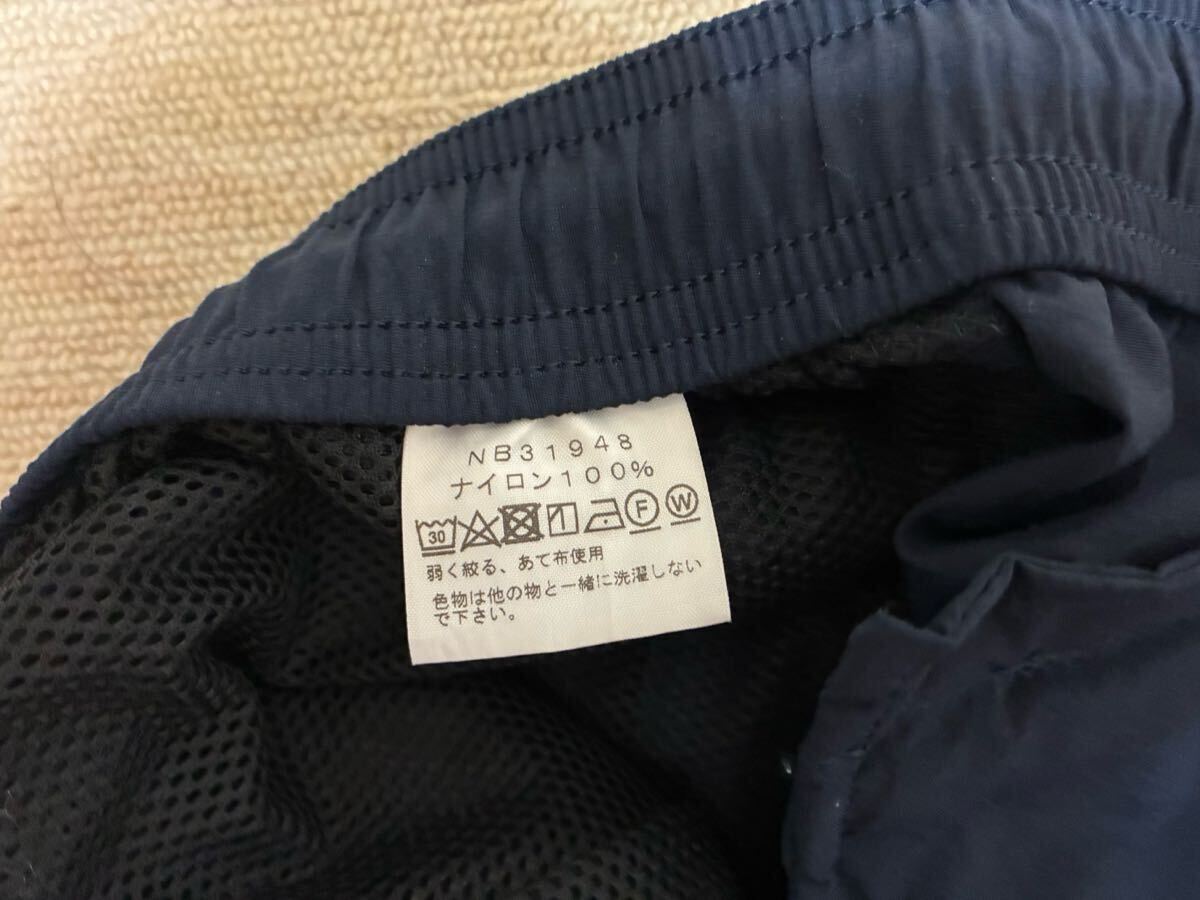 NB31948
ナイロン100%
30 F W
弱く絞る、あて布使用
色物は他の物と一緒に洗濯しない
で下さい。